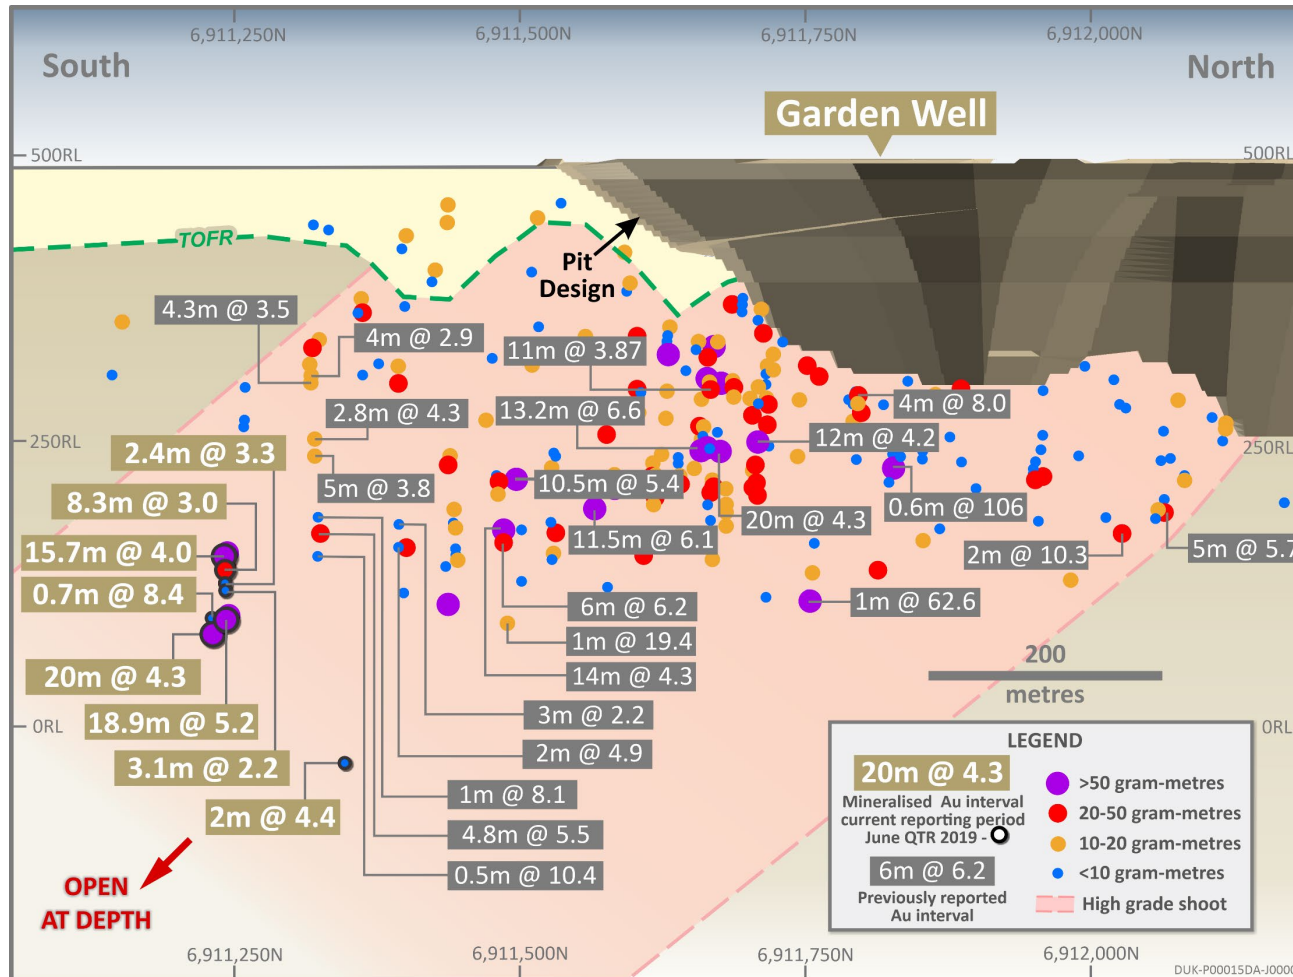 6,911,250N
6,911,500N
6,911,750N
6,912,000N
South
North
Garden Well
500RL
500RL
TOFR
Pit
Design
4.3m @ 3.5
4m @ 2.9
11m @ 3.87
2.8m @ 4.3
13.2m @ 6.6
4m @ 8.0
12m @ 4.2
250RL
250RL
2.4m @ 3.3
5m @ 3.8
10.5m @ 5.4
8.3m @ 3.0
0.6m @ 106
20m @ 4.3
11.5m @ 6.1
15.7m @ 4.0
2m @ 10.3
5m @ 5.7
0.7m @ 8.4
6m @ 6.2
1m @ 62.6
1m @ 19.4
20m @ 4.3
14m @ 4.3
200
metres
18.9m @ 5.2
3m @ 2.2
0RL
0RL
2m @ 4.9
3.1m @ 2.2
1m @ 8.1
2m @ 4.4
4.8m @ 5.5
0.5m @ 10.4
OPEN
AT DEPTH
LEGEND
20m @ 4.3
Mineralised Au interval
current reporting period
June QTR 2019 -
6m @ 6.2
Previously reported
Au interval
>50 gram-metres
20-50 gram-metres
10-20 gram-metres
<10 gram-metres
High grade shoot
6,911,250N
6,911,500N
6,911,750N
6,912,000N